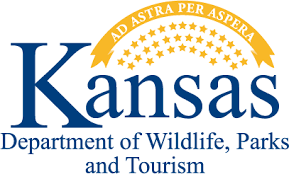 AD ASTRA PER ASPERA
Kansas
Department of Wildlife, Parks
and Tourism